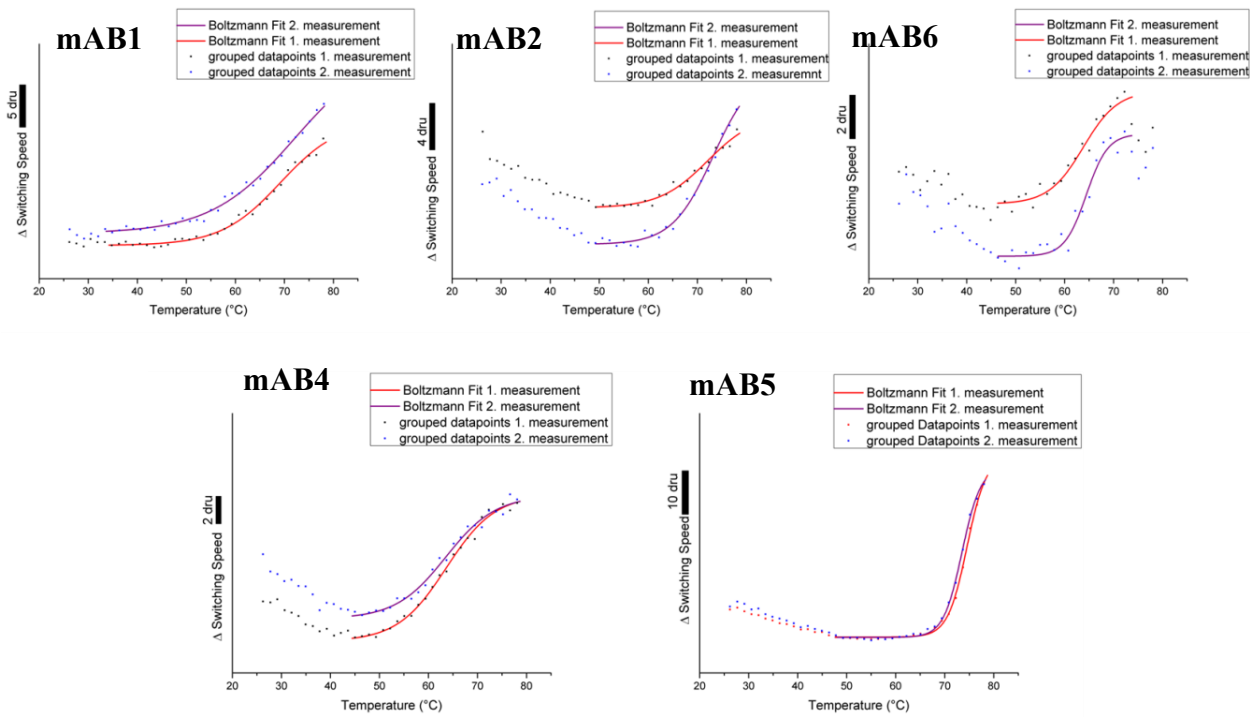 mAB1
Boltzmann Fit 2. measurement
Boltzmann Fit 1. measurement
grouped datapoints 1. measurement
grouped datapoints 2. measurement
5 dru
Δ Switching Speed
20 30 40 50 60 70 80
Temperature (°C)
mAB2
Boltzmann Fit 2. measurement
Boltzmann Fit 1. measurement
grouped datapoints 1. measurement
grouped datapoints 2. measuremnt
4 dru
Δ Switching Speed
20 30 40 50 60 70 80
Temperature (°C)
mAB6
Boltzmann Fit 2. measurement
Boltzmann Fit 1. measurement
grouped datapoints 1. measurement
grouped datapoints 2. measurement
2 dru
Δ Switching Speed
20 30 40 50 60 70 80
Temperature (°C)
mAB4
Boltzmann Fit 1. measurement
Boltzmann Fit 2. measurement
grouped datapoints 1. measurement
grouped datapoints 2. measurement
2 dru
Δ Switching Speed
20 30 40 50 60 70 80
Temperature (°C)
mAB5
Boltzmann Fit 1. measurement
Boltzmann Fit 2. measurement
grouped Datapoints 1. measurement
grouped Datapoints 2. measurement
10 dru
Δ Switching Speed
20 30 40 50 60 70 80
Temperature (°C)